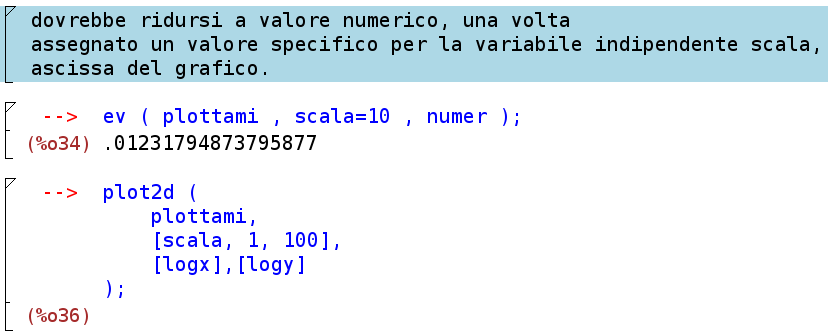 dovrebbe ridursi a valore numerico, una volta
assegnato un valore specifico per la variabile indipendente scala,
ascissa del grafico.
--> ev ( plottami , scala=10 , numer );
(%o34) .01231794873795877
--> plot2d (
plottami,
[scala, 1, 100],
[logx],[logy]
);
(%o36)